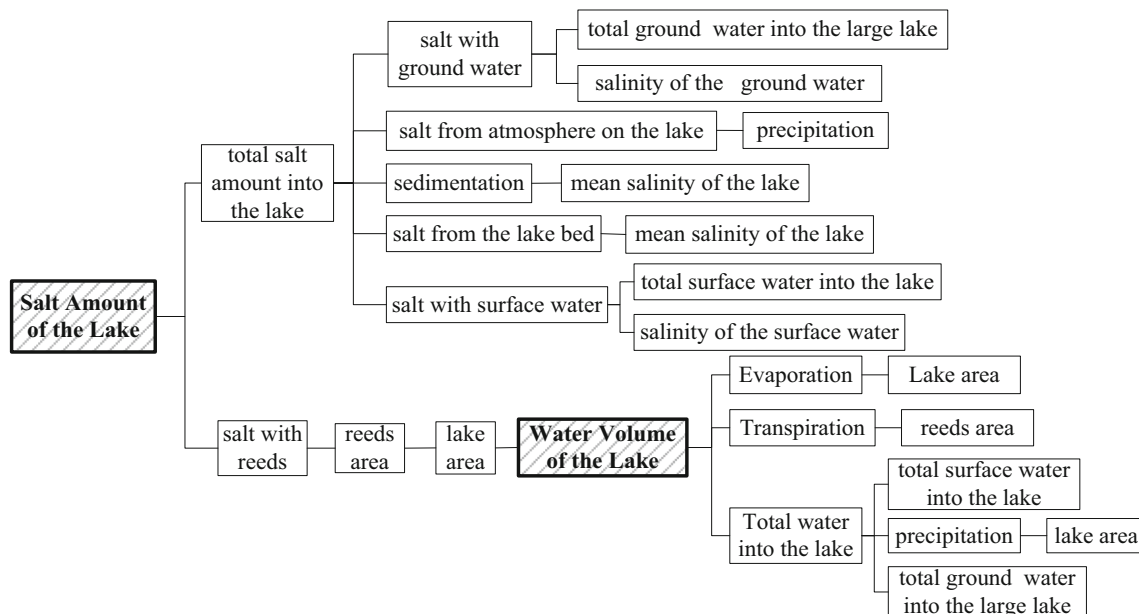 salt with
ground water
total ground water into the large lake
salinity of the ground water
salt from atmosphere on the lake
precipitation
total salt
amount into
the lake
sedimentation
mean salinity of the lake
salt from the lake bed
mean salinity of the lake
salt with surface water
total surface water into the lake
salinity of the surface water
Salt Amount
of the Lake
salt with
reeds
reeds
area
lake
area
Water Volume
of the Lake
Evaporation
Lake area
Transpiration
reeds area
Total water
into the lake
total surface water
into the lake
precipitation
lake area
total ground water
into the large lake